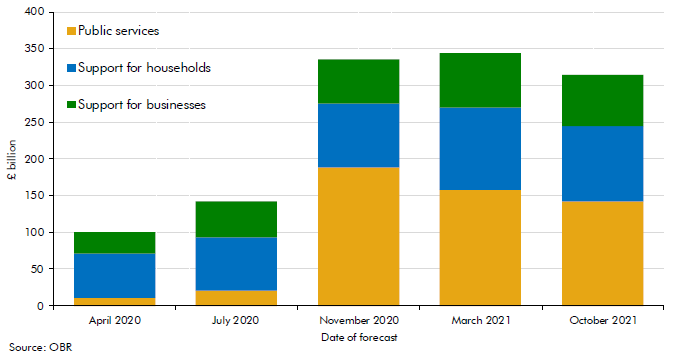 400
350
300
250
200
150
100
50
0
£ billion
Public services
Support for households
Support for businesses
April 2020
July 2020
November 2020
March 2021
October 2021
Date of forecast
Source: OBR